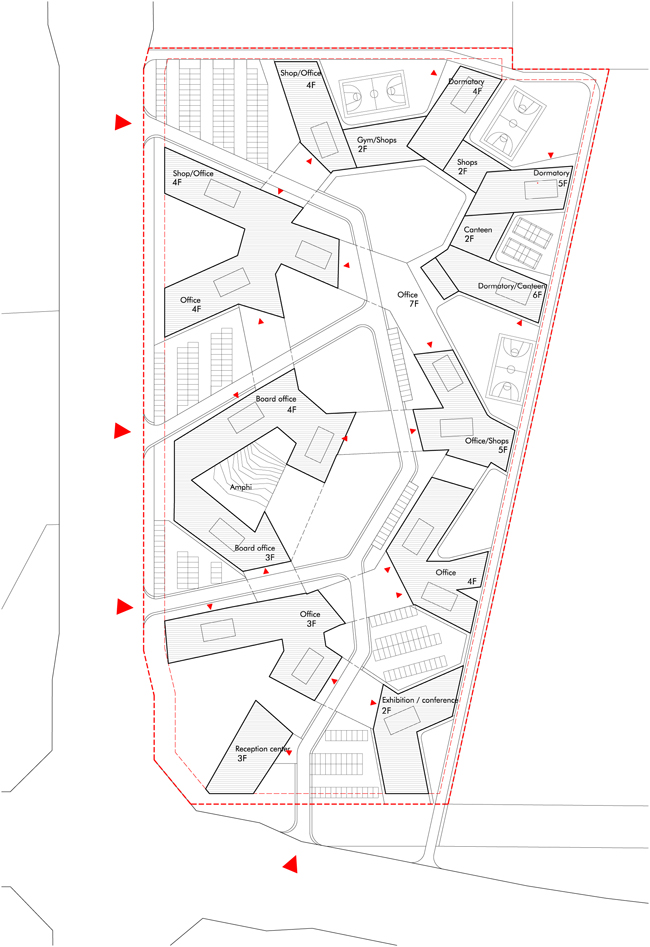 Shop/Office
4F
Dormatory
4F
Gym/Shops
2F
Shops
2F
Shop/Office
4F
Dormatory
5F
Canteen
2F
Dormatory/Canteen
6F
Office
4F
Office
7F
Board office
4F
Office/Shops
5F
Amphi
Board office
3F
Office
4F
Office
3F
Exhibition / conference
2F
Reception center
3F